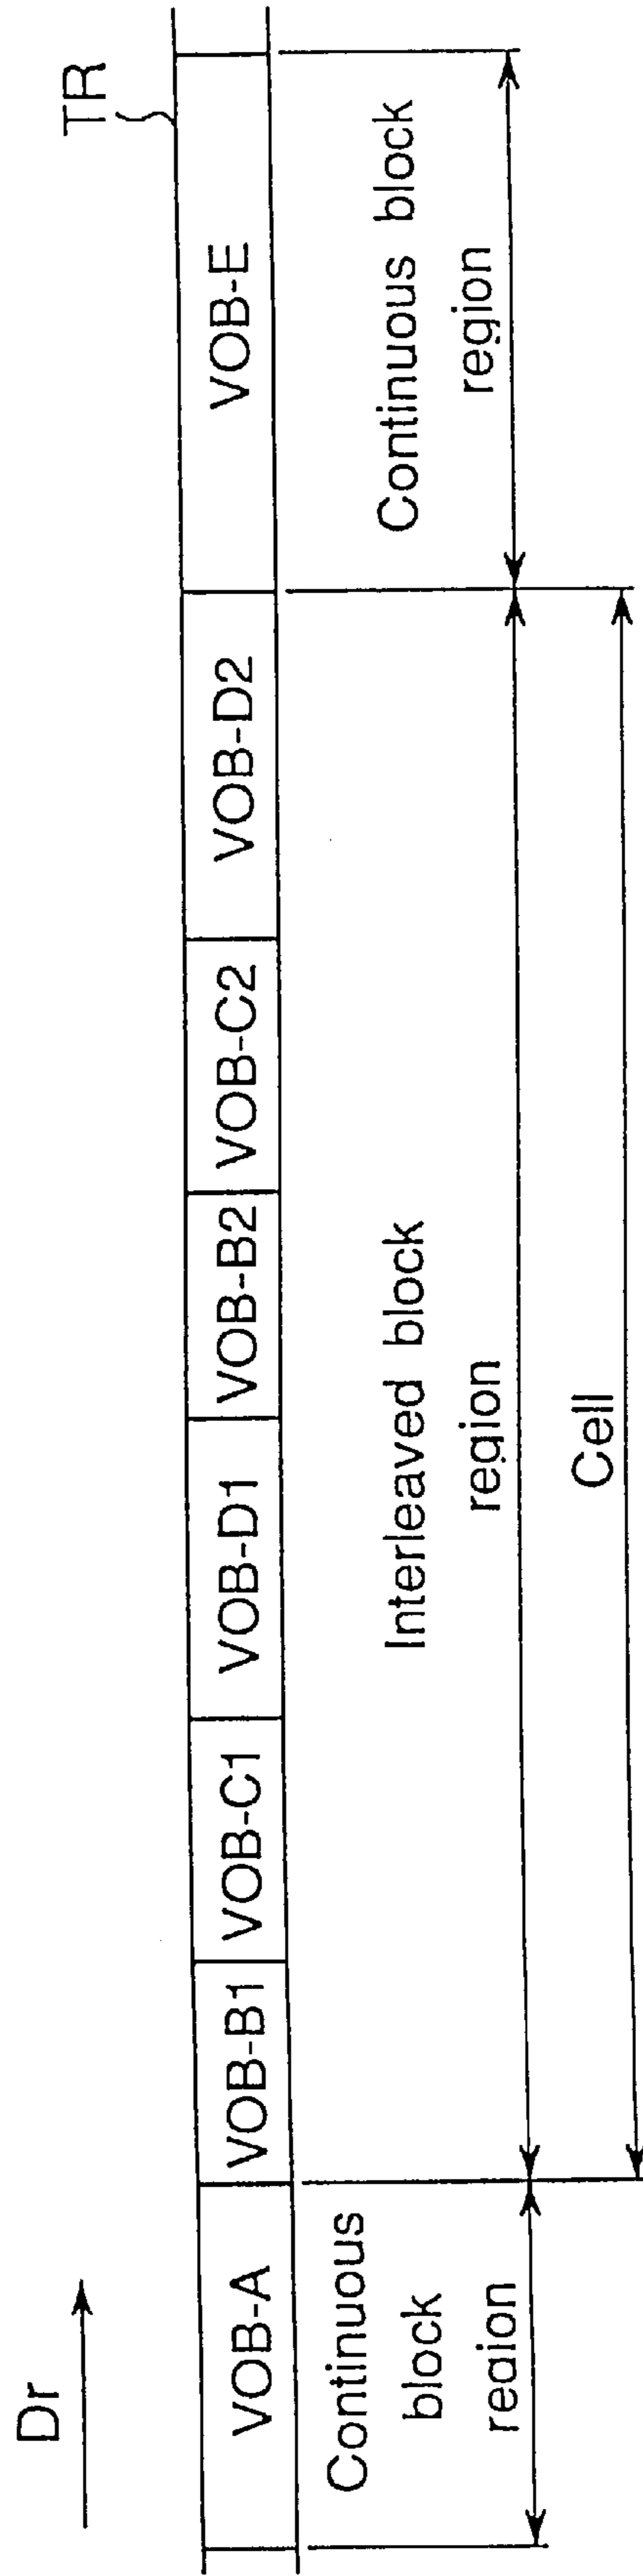 Dr
TR
VOB-A
VOB-B1
VOB-C1
VOB-D1
VOB-B2
VOB-C2
VOB-D2
VOB-E
Continuous
block
region
Interleaved block
region
Continuous block
region
Cell